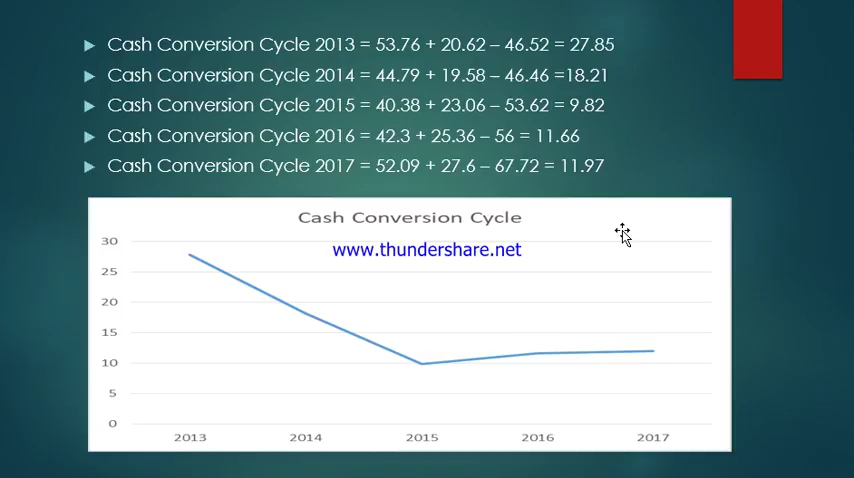 Cash Conversion Cycle 2013 = 53.76 + 20.62 – 46.52 = 27.85
Cash Conversion Cycle 2014 = 44.79 + 19.58 – 46.46 =18.21
Cash Conversion Cycle 2015 = 40.38 + 23.06 – 53.62 = 9.82
Cash Conversion Cycle 2016 = 42.3 + 25.36 – 56 = 11.66
Cash Conversion Cycle 2017 = 52.09 + 27.6 – 67.72 = 11.97
Cash Conversion Cycle
www.thundershare.net
30
25
20
15
10
5
0
2013 2014 2015 2016 2017